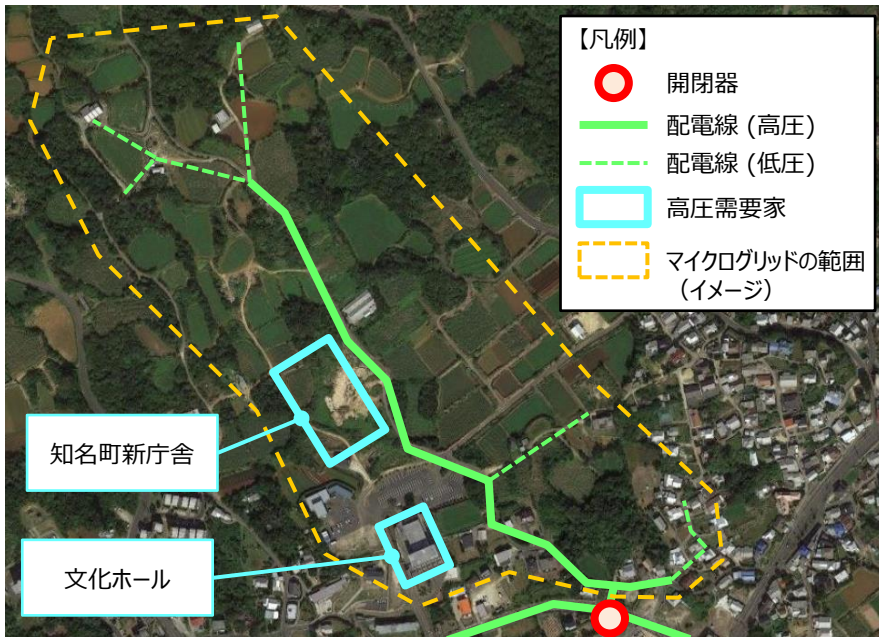 【凡例】
開閉器
配電線 (高圧)
配電線 (低圧)
高圧需要家
マイクログリッドの範囲
(イメージ)
知名町新庁舎
文化ホール